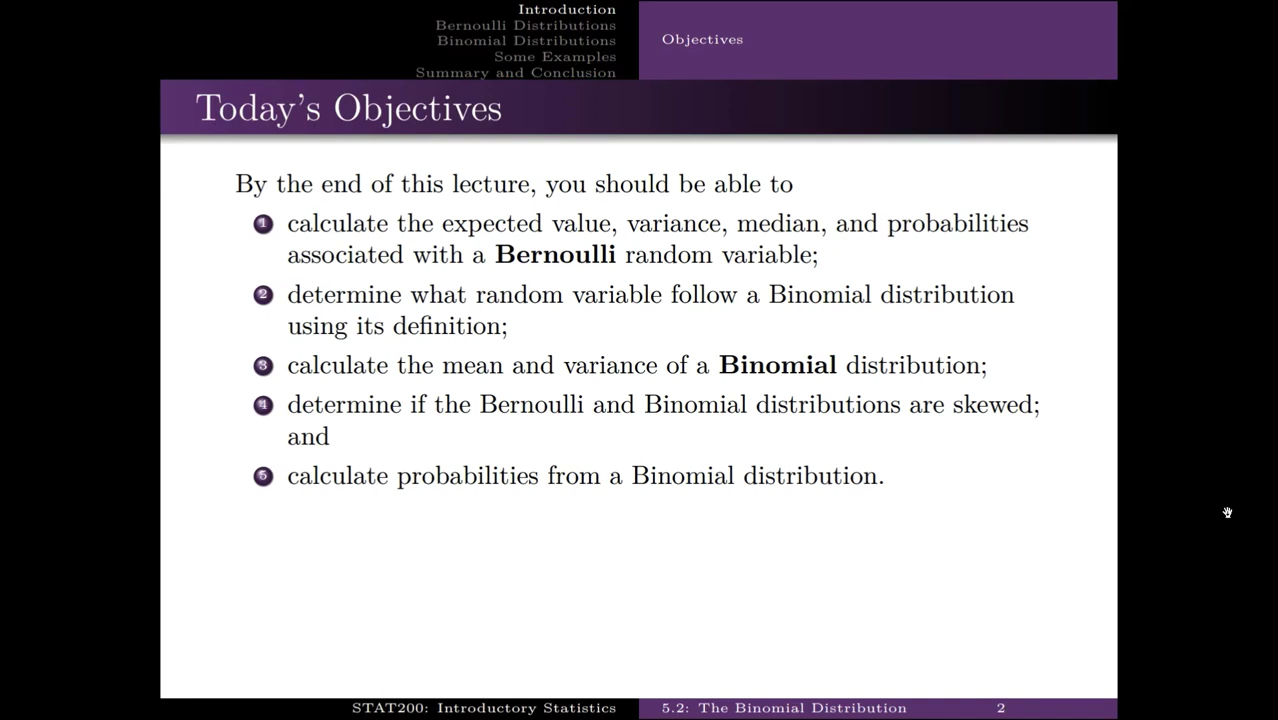 Introduction
Bernoulli Distributions
Binomial Distributions
Some Examples
Summary and Conclusion
Objectives
Today's Objectives
By the end of this lecture, you should be able to
1 calculate the expected value, variance, median, and probabilities
associated with a Bernoulli random variable;
2 determine what random variable follow a Binomial distribution
using its definition;
3 calculate the mean and variance of a Binomial distribution;
4 determine if the Bernoulli and Binomial distributions are skewed;
and
5 calculate probabilities from a Binomial distribution.
STAT200: Introductory Statistics
5.2: The Binomial Distribution 2